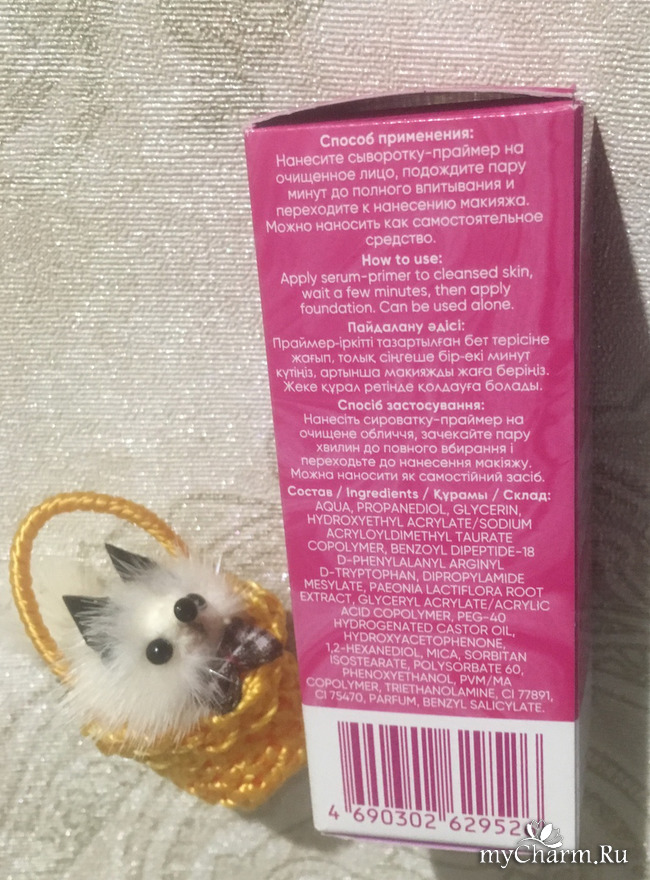 Способ применения:
Нанесите сыворотку-праймер на
очищенное лицо, подождите пару
минут до полного впитывания и
переходите к нанесению макияжа.
Можно наносить как самостоятельное
средство.
How to use:
Apply serum-primer to cleansed skin,
wait a few minutes, then apply
foundation. Can be used alone.
Пайдалану әдісі:
Праймер-іркітті тазартылған бет терісіне
жағып, толық сіңгеше бір-екі минут
күтіңіз, артынша макияжды жаға беріңіз.
Жеке құрал ретінде қолдауға болады.
Спосіб застосування:
Нанесіть сироватку-праймер на
очищене обличчя, зачекайте пару
хвилин до повного вбирання і
переходьте до нанесення макіяжу.
Можна наносити як самостійний засіб.
Состав / Ingredients / Құрамы / Склад:
AQUA, PROPANEDIOL, GLYCERIN,
HYDROXYETHYL ACRYLATE/SODIUM
ACRYLOYLDIMETHYL TAURATE
COPOLYMER, BENZOYL DIPEPTIDE-18
D-PHENYLALANYL ARGINYL
D-TRYPTOPHAN, DIPROPYLAMIDE
MESYLATE, PAEONIA LACTIFLORA ROOT
EXTRACT, GLYCERYL ACRYLATE/ACRYLIC
ACID COPOLYMER, PEG-40
HYDROGENATED CASTOR OIL,
HYDROXYACETOPHENONE,
1,2-HEXANEDIOL, MICA, SORBITAN
ISOSTEARATE, POLYSORBATE 60,
PHENOXYETHANOL, PVM/MA
COPOLYMER, TRIETHANOLAMINE, CI 77891,
CI 75470, PARFUM, BENZYL SALICYLATE.
4 690302 62952
myCharm.Ru